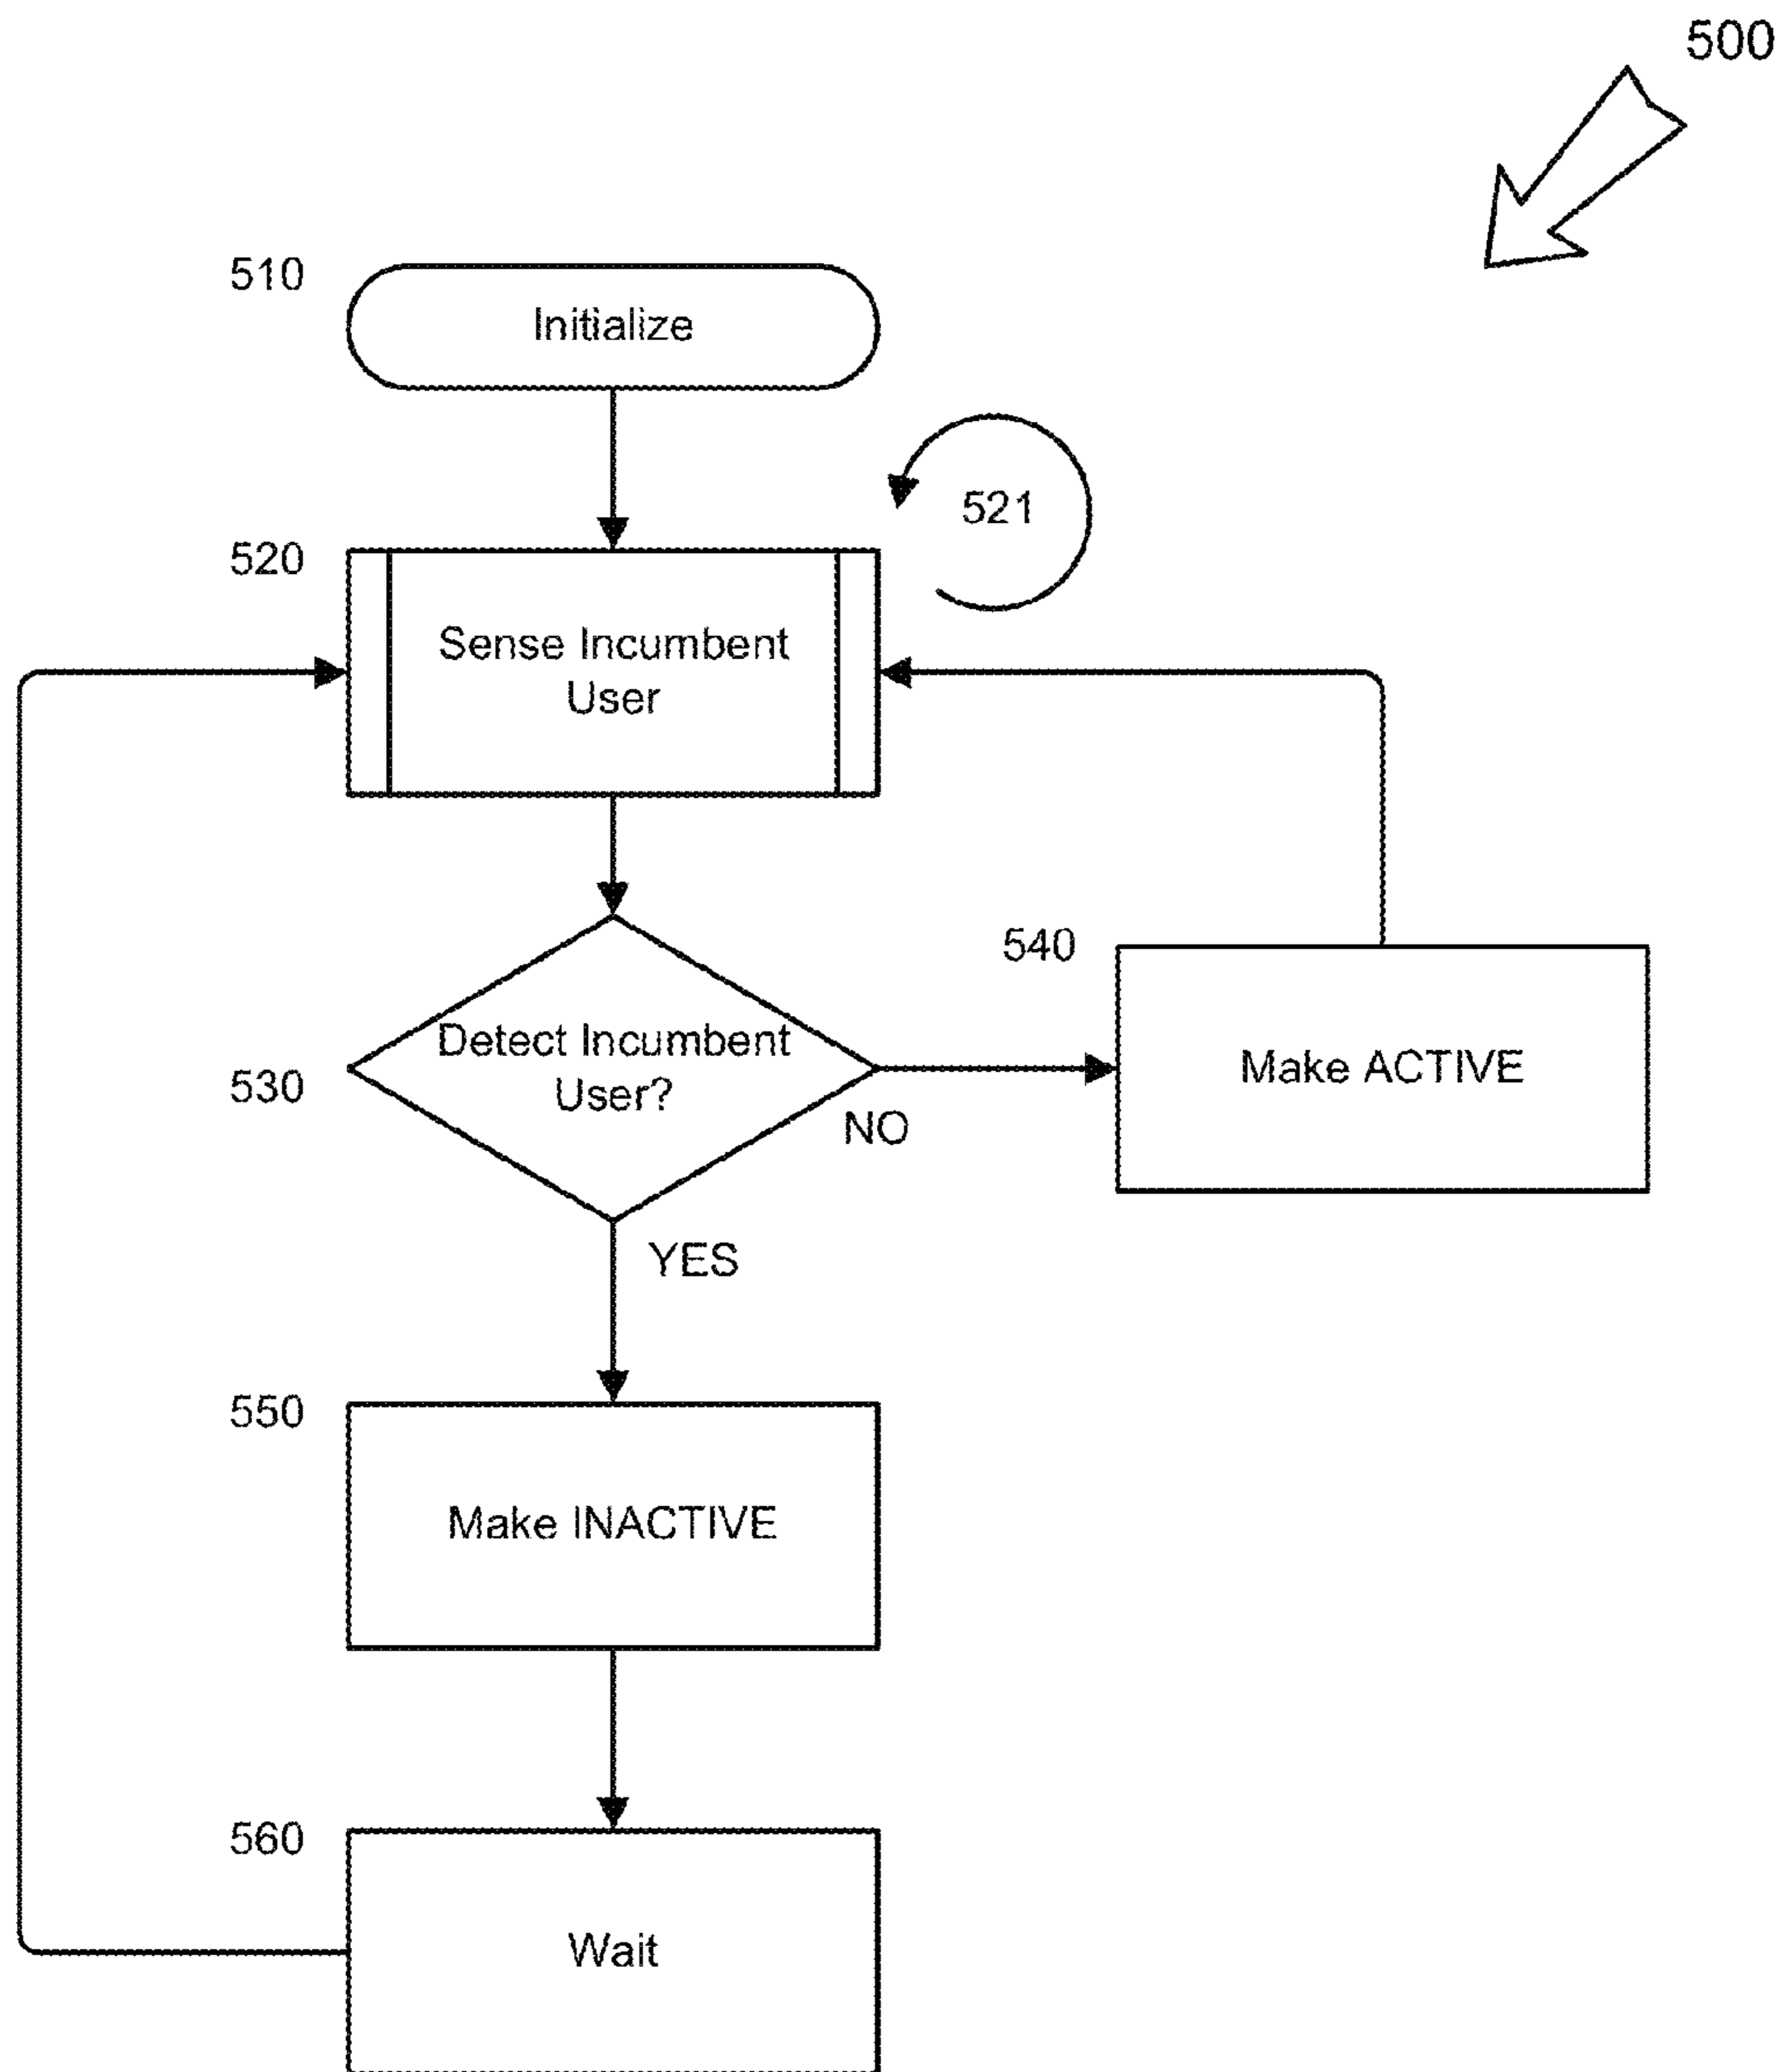 500
510
Initialize
521
520
Sense Incumbent
User
540
Detect Incumbent
User?
530
Make ACTIVE
NO
YES
550
Make INACTIVE
560
Wait